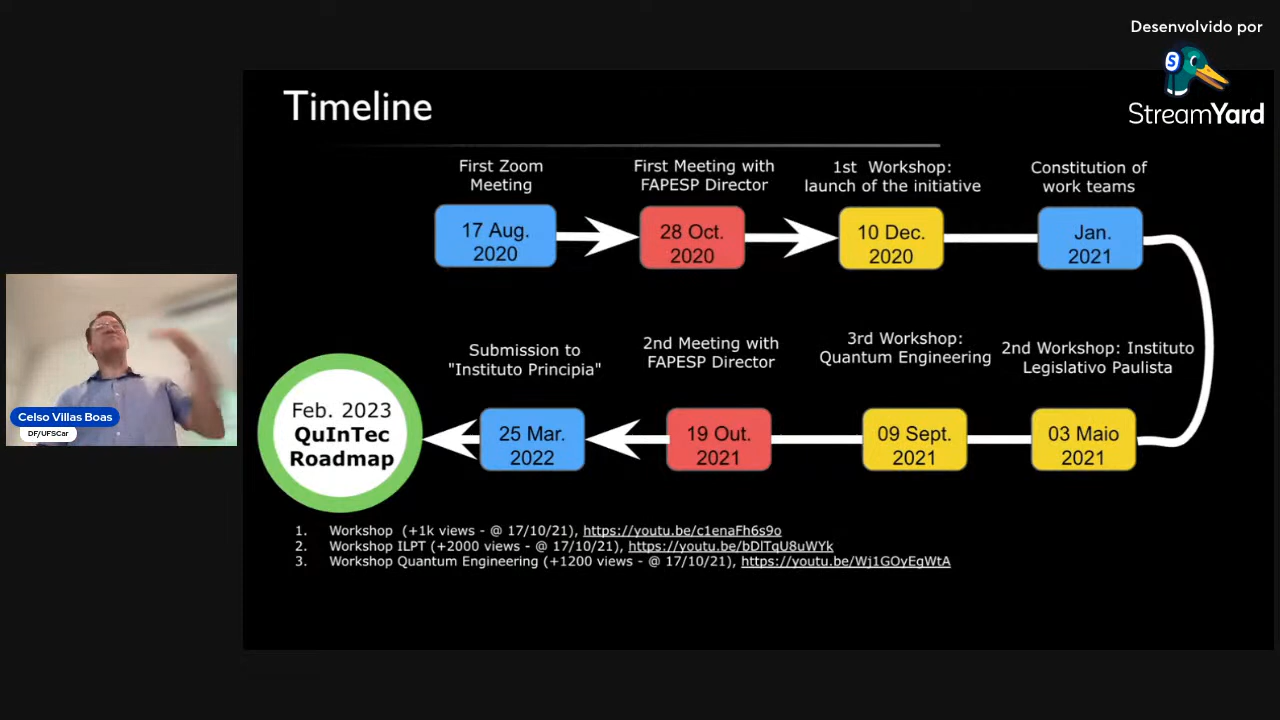 Desenvolvido por
StreamYard
Timeline
First Zoom
Meeting
17 Aug.
2020
First Meeting with
FAPESP Director
28 Oct.
2020
1st Workshop:
launch of the initiative
10 Dec.
2020
Constitution of
work teams
Jan.
2021
2nd Workshop: Instituto
Legislativo Paulista
03 Maio
2021
3rd Workshop:
Quantum Engineering
09 Sept.
2021
2nd Meeting with
FAPESP Director
19 Out.
2021
Submission to
"Instituto Principia"
25 Mar.
2022
Feb. 2023
QuInTec
Roadmap
1. Workshop (+1k views - @ 17/10/21), https://youtu.be/c1enaFh6s9o
2. Workshop ILPT (+2000 views - @ 17/10/21), https://youtu.be/bDlTqU8uWYk
3. Workshop Quantum Engineering (+1200 views - @ 17/10/21), https://youtu.be/Wj1GOyEgWtA
Celso Villas Boas
DF/UFSCar